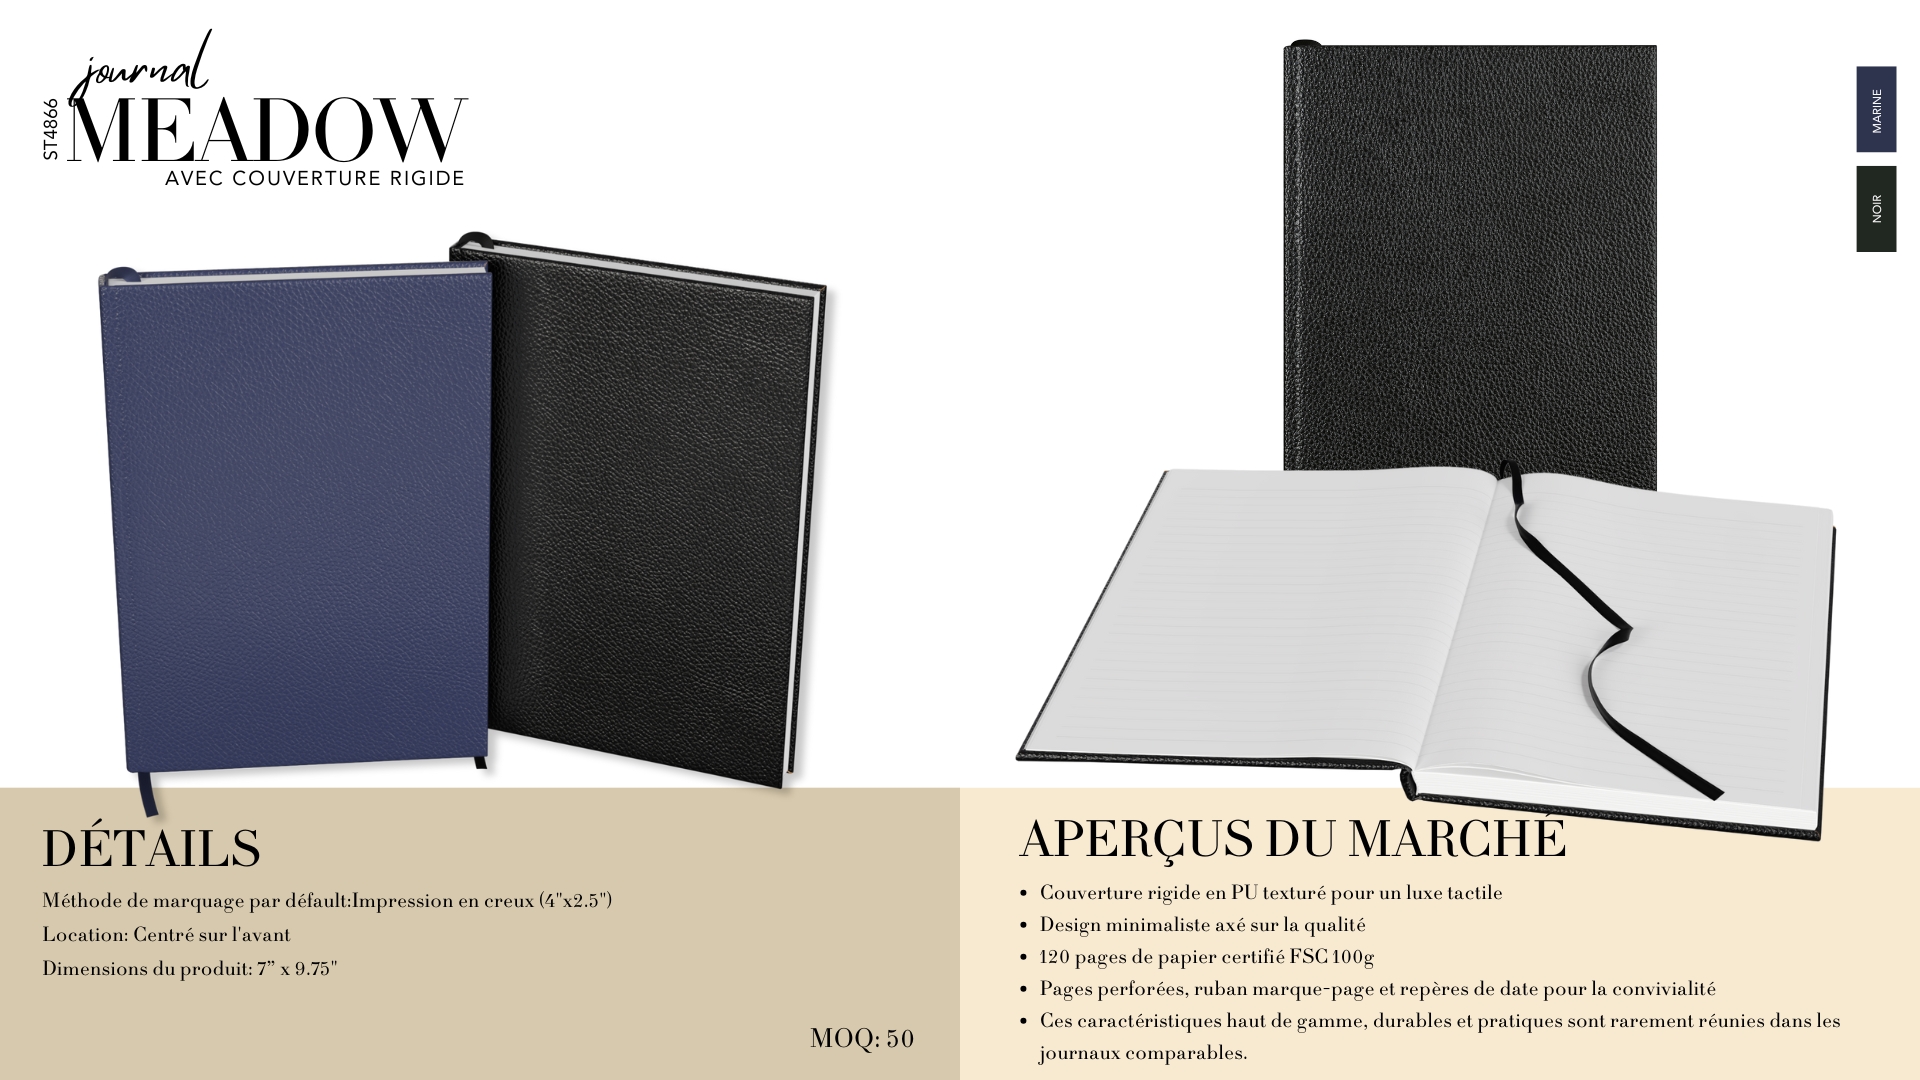 journal
ST4866
MEADOW
AVEC COUVERTURE RIGIDE
MARINE
NOIR
DÉTAILS
Méthode de marquage par défault:Impression en creux (4"x2.5")
Location: Centré sur l'avant
Dimensions du produit: 7” x 9.75"
MOQ: 50
APERÇUS DU MARCHÉ
• Couverture rigide en PU texturé pour un luxe tactile
• Design minimaliste axé sur la qualité
• 120 pages de papier certifié FSC 100g
• Pages perforées, ruban marque-page et repères de date pour la convivialité
• Ces caractéristiques haut de gamme, durables et pratiques sont rarement réunies dans les
journaux comparables.